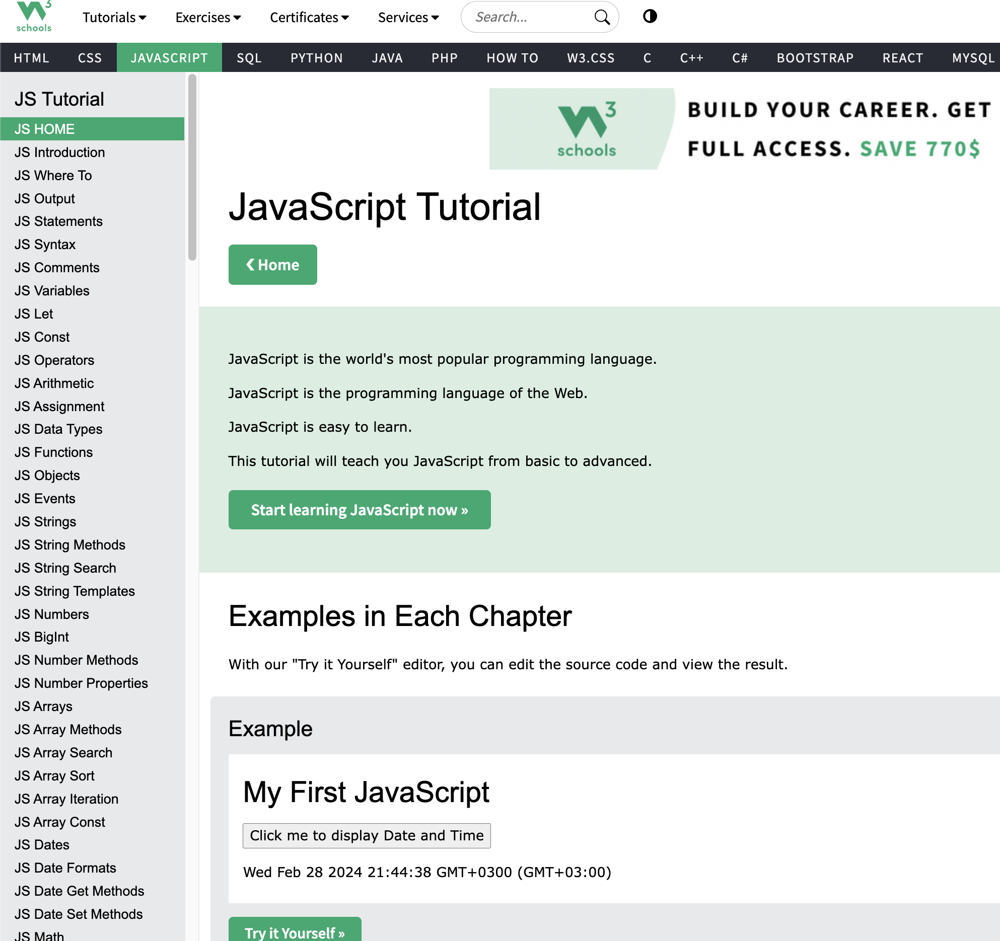 3
schools
Tutorials
Exercises
Certificates
Services
Search...
HTML
CSS
JAVASCRIPT
SQL
PYTHON
JAVA
PHP
HOW TO
W3.CSS
C
C++
C#
BOOTSTRAP
REACT
MYSQL
JS Tutorial
JS HOME
JS Introduction
JS Where To
JS Output
JS Statements
JS Syntax
JS Comments
JS Variables
JS Let
JS Const
JS Operators
JS Arithmetic
JS Assignment
JS Data Types
JS Functions
JS Objects
JS Events
JS Strings
JS String Methods
JS String Search
JS String Templates
JS Numbers
JS BigInt
JS Number Methods
JS Number Properties
JS Arrays
JS Array Methods
JS Array Search
JS Array Sort
JS Array Iteration
JS Array Const
JS Dates
JS Date Formats
JS Date Get Methods
JS Date Set Methods
JS Math
W3
schools
BUILD YOUR CAREER. GET
FULL ACCESS. SAVE 770$
JavaScript Tutorial
❮ Home
JavaScript is the world's most popular programming language.
JavaScript is the programming language of the Web.
JavaScript is easy to learn.
This tutorial will teach you JavaScript from basic to advanced.
Start learning JavaScript now »
Examples in Each Chapter
With our "Try it Yourself" editor, you can edit the source code and view the result.
Example
My First JavaScript
Click me to display Date and Time
Wed Feb 28 2024 21:44:38 GMT+0300 (GMT+03:00)
Try it Yourself »